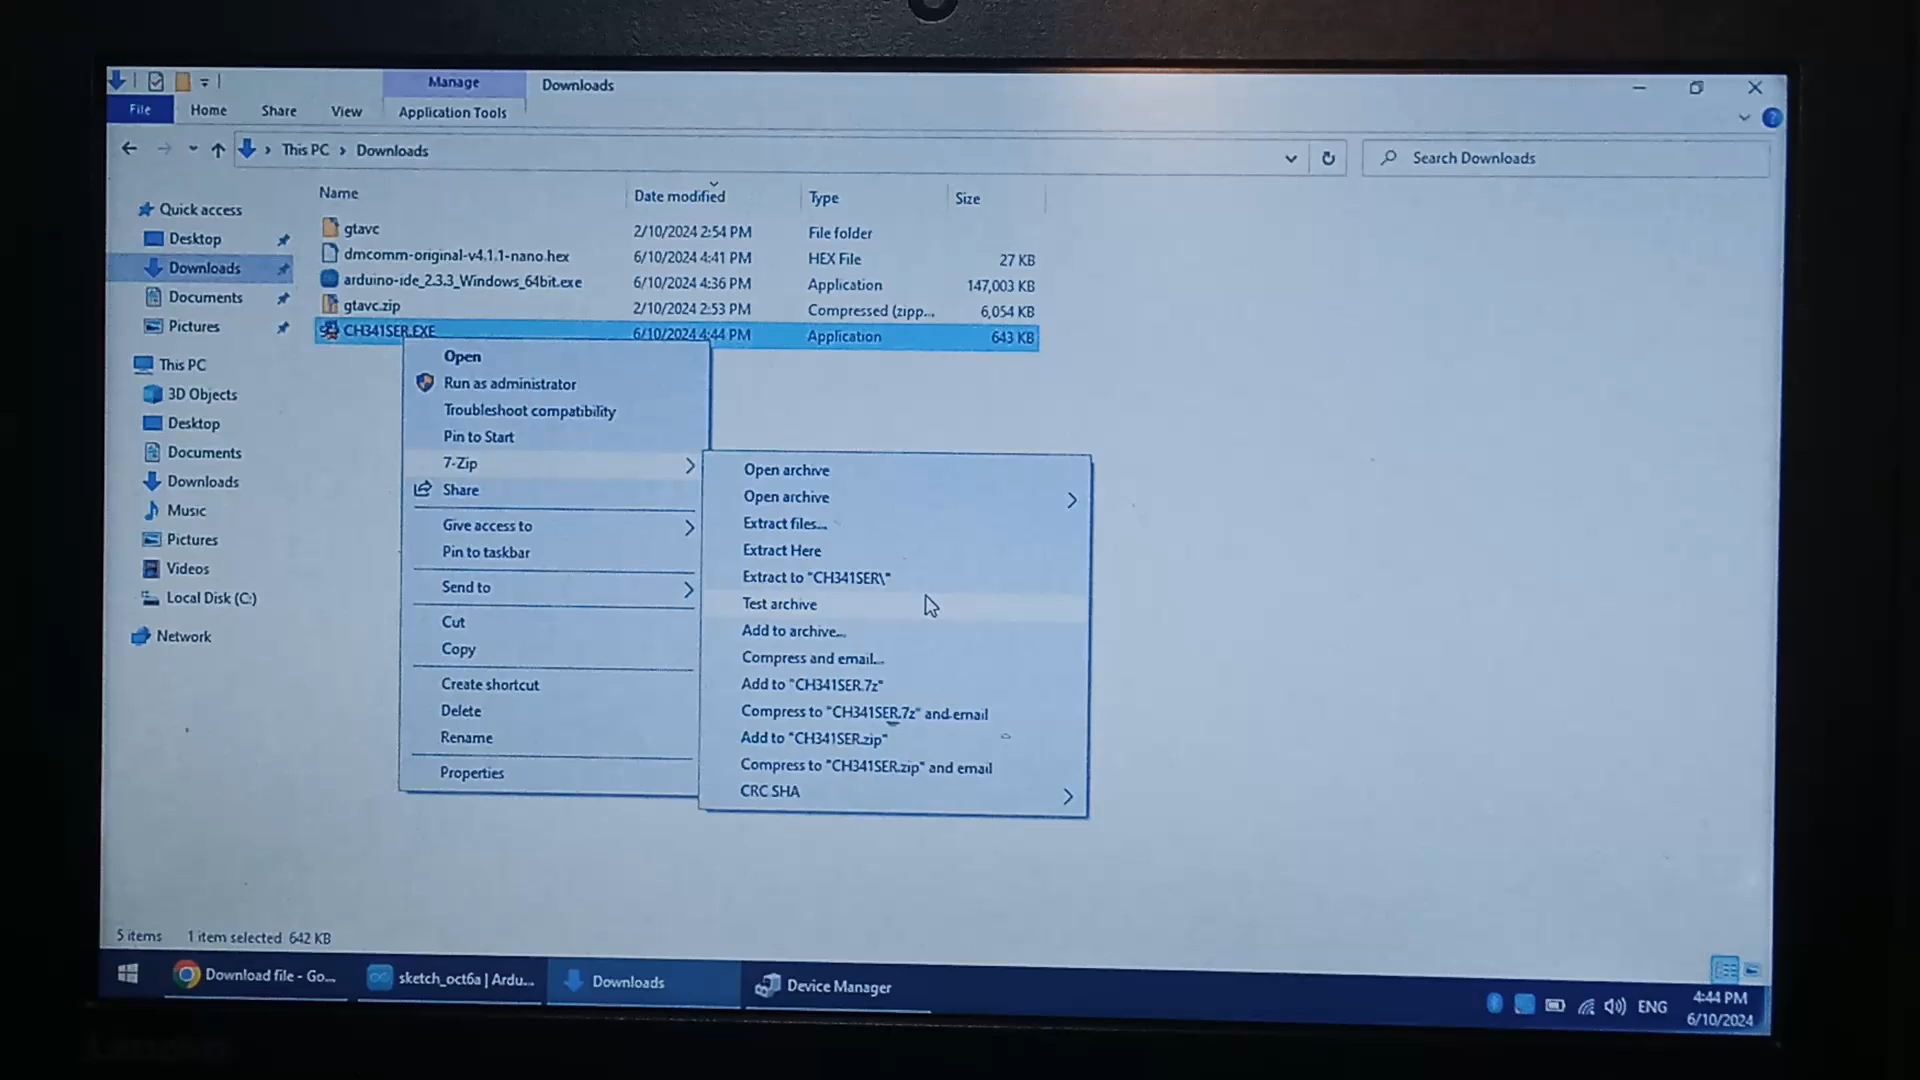 Manage
Downloads
File
Home
Share
View
Application Tools
This PC
Downloads
Search Downloads
Name
Date modified
Type
Size
Quick access
Desktop
Downloads
Documents
Pictures
This PC
3D Objects
Desktop
Documents
Downloads
Music
Pictures
Videos
Local Disk (C:)
Network
gtavc
2/10/2024 2:54 PM
File folder
dmcomm-original-v4.1.1-nano.hex
6/10/2024 4:41 PM
HEX File
27 KB
arduino-ide_2.3.3_Windows_64bit.exe
6/10/2024 4:36 PM
Application
147,003 KB
gtavc.zip
2/10/2024 2:53 PM
Compressed (zipp...
6,054 KB
CH341SER.EXE
6/10/2024 4:44 PM
Application
643 KB
Open
Run as administrator
Troubleshoot compatibility
Pin to Start
7-Zip
Share
Give access to
Pin to taskbar
Send to
Cut
Copy
Create shortcut
Delete
Rename
Properties
Open archive
Open archive
Extract files...
Extract Here
Extract to "CH341SER\"
Test archive
Add to archive...
Compress and email...
Add to "CH341SER.7z"
Compress to "CH341SER.7z" and email
Add to "CH341SER.zip"
Compress to "CH341SER.zip" and email
CRC SHA
5 items
1 item selected 642 KB
Download file - Go...
sketch_oct6a | Ardu...
Downloads
Device Manager
ENG
4:44 PM
6/10/2024